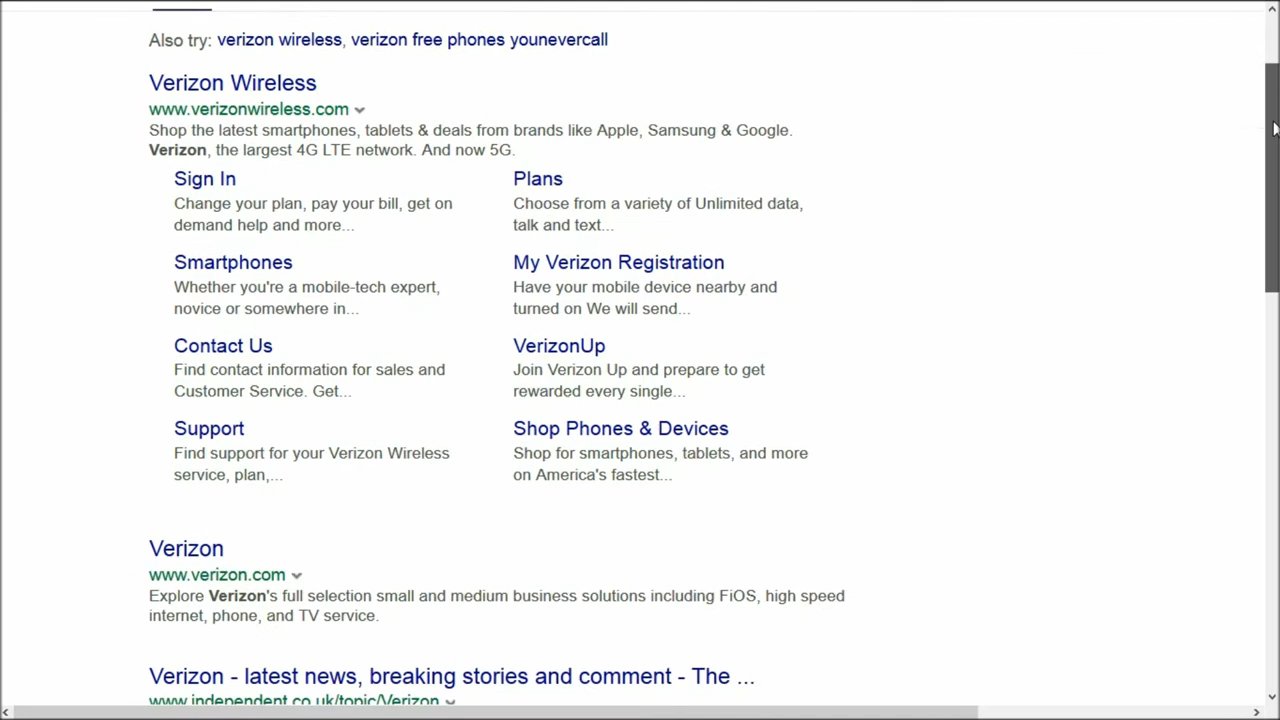 Also try: verizon wireless, verizon free phones younevercall
Verizon Wireless
www.verizonwireless.com
Shop the latest smartphones, tablets & deals from brands like Apple, Samsung & Google.
Verizon, the largest 4G LTE network. And now 5G.
Sign In
Change your plan, pay your bill, get on
demand help and more...
Plans
Choose from a variety of Unlimited data,
talk and text...
Smartphones
Whether you're a mobile-tech expert,
novice or somewhere in...
My Verizon Registration
Have your mobile device nearby and
turned on We will send...
Contact Us
Find contact information for sales and
Customer Service. Get...
VerizonUp
Join Verizon Up and prepare to get
rewarded every single...
Support
Find support for your Verizon Wireless
service, plan,...
Shop Phones & Devices
Shop for smartphones, tablets, and more
on America's fastest...
Verizon
www.verizon.com
Explore Verizon's full selection small and medium business solutions including FiOS, high speed
internet, phone, and TV service.
Verizon - latest news, breaking stories and comment - The ...
www.independent.co.uk/topic/Verizon